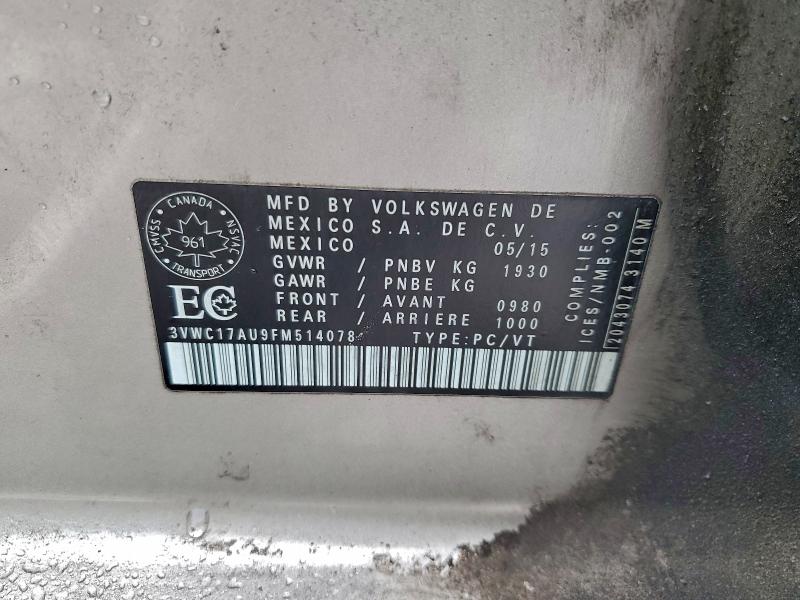 CANADA
CMVSS
NSVAC
961
TRANSPORT
EC
MFD BY VOLKSWAGEN DE
MEXICO S.A. DE C.V.
MEXICO 05/15
GVWR / PNBV KG 1930
GAWR / PNBE KG
FRONT / AVANT 0980
REAR / ARRIERE 1000
3VWC17AU9FM514078 TYPE:PC/VT
COMPLIES:
ICES/NMB-002
2043074 3T40M